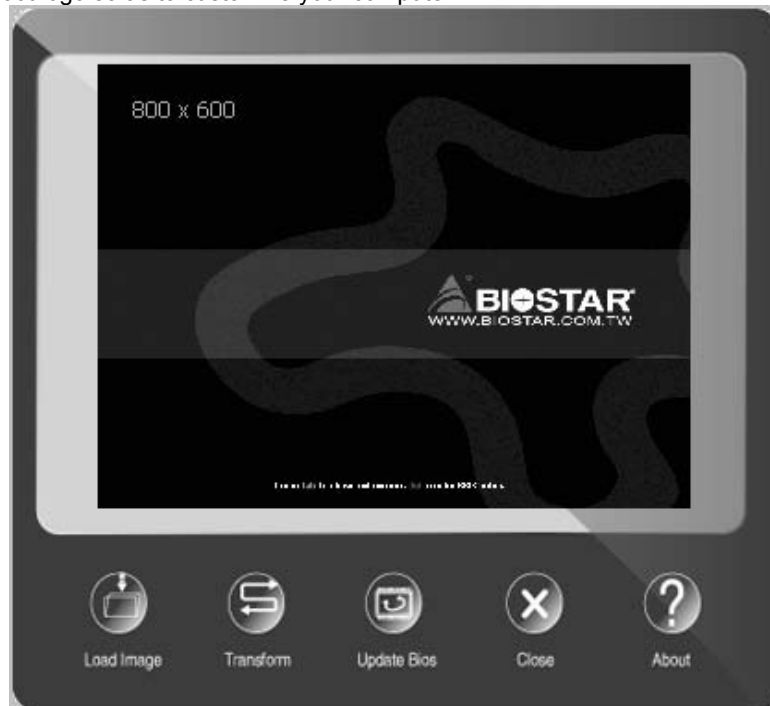 800 x 600
BIOSTAR
WWW.BIOSTAR.COM.TW
Load Image
Transform
Update Bios
Close
About